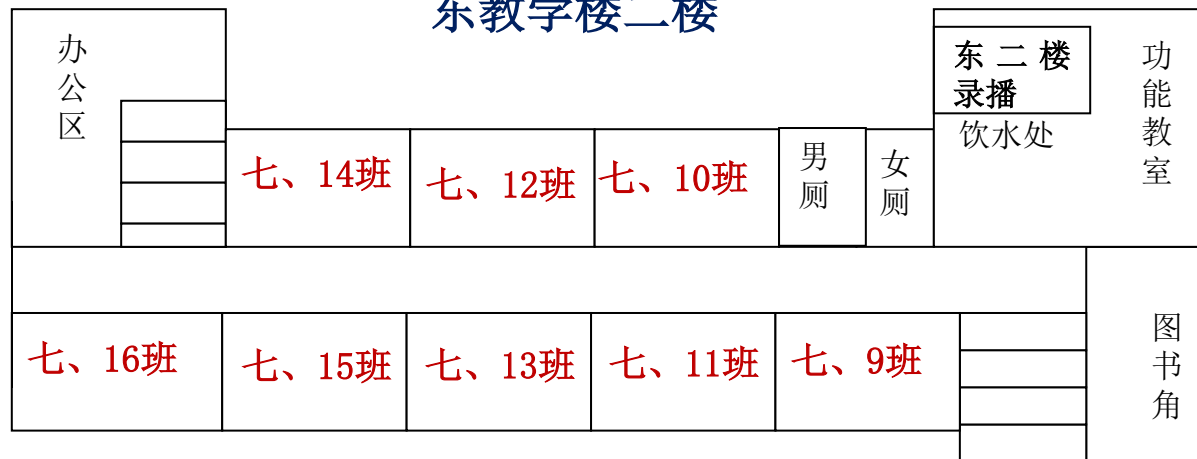 东教学楼二楼
办公区
东二楼
录播
饮水处
功能教室
七、14班
七、12班
七、10班
男厕
女厕
七、16班
七、15班
七、13班
七、11班
七、9班
图书角